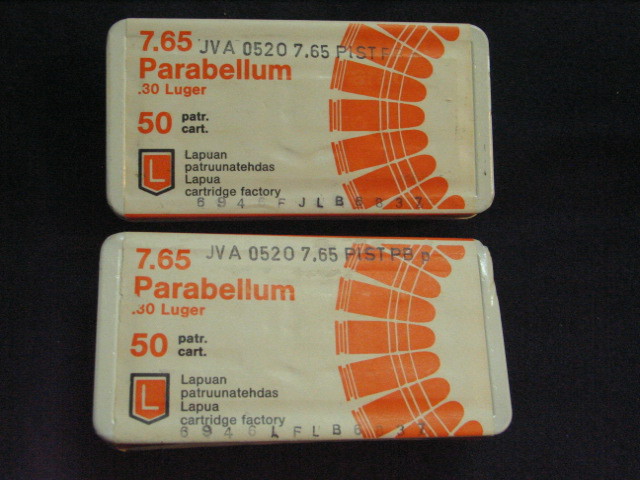 7.65 JVA 0520 7.65 PIST
Parabellum
.30 Luger
50 patr.
cart.
L
Lapuan
patruunatehdas
Lapua
cartridge factory
7.65 JVA 0520 7.65 PIST PB
Parabellum
.30 Luger
50 patr.
cart.
L
Lapuan
patruunatehdas
Lapua
cartridge factory